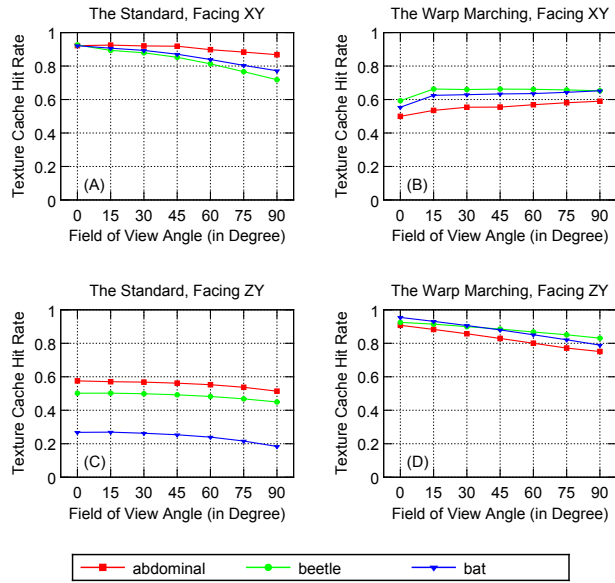 The Standard, Facing XY
Texture Cache Hit Rate
1
0.8
0.6
0.4
0.2
0
(A)
0 15 30 45 60 75 90
Field of View Angle (in Degree)
The Warp Marching, Facing XY
Texture Cache Hit Rate
1
0.8
0.6
0.4
0.2
0
(B)
0 15 30 45 60 75 90
Field of View Angle (in Degree)
The Standard, Facing ZY
Texture Cache Hit Rate
1
0.8
0.6
0.4
0.2
0
(C)
0 15 30 45 60 75 90
Field of View Angle (in Degree)
The Warp Marching, Facing ZY
Texture Cache Hit Rate
1
0.8
0.6
0.4
0.2
0
(D)
0 15 30 45 60 75 90
Field of View Angle (in Degree)
abdominal beetle bat